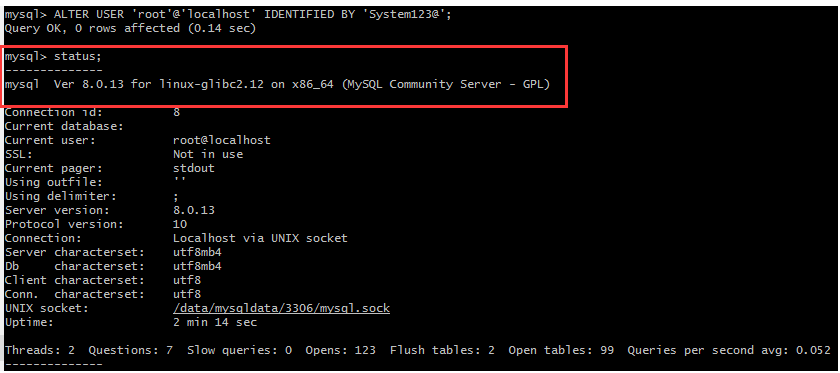 mysql> ALTER USER 'root'@'localhost' IDENTIFIED BY 'System123@';
Query OK, 0 rows affected (0.14 sec)
mysql> status;
--------------
mysql  Ver 8.0.13 for linux-glibc2.12 on x86_64 (MySQL Community Server - GPL)
Connection id:          8
Current database:
Current user:           root@localhost
SSL:                    Not in use
Current pager:          stdout
Using outfile:          ''
Using delimiter:        ;
Server version:         8.0.13
Protocol version:       10
Connection:             Localhost via UNIX socket
Server characterset:    utf8mb4
Db     characterset:    utf8mb4
Client characterset:    utf8
Conn.  characterset:    utf8
UNIX socket:            /data/mysqldata/3306/mysql.sock
Uptime:                 2 min 14 sec
Threads: 2  Questions: 7  Slow queries: 0  Opens: 123  Flush tables: 2  Open tables: 99  Queries per second avg: 0.052
--------------